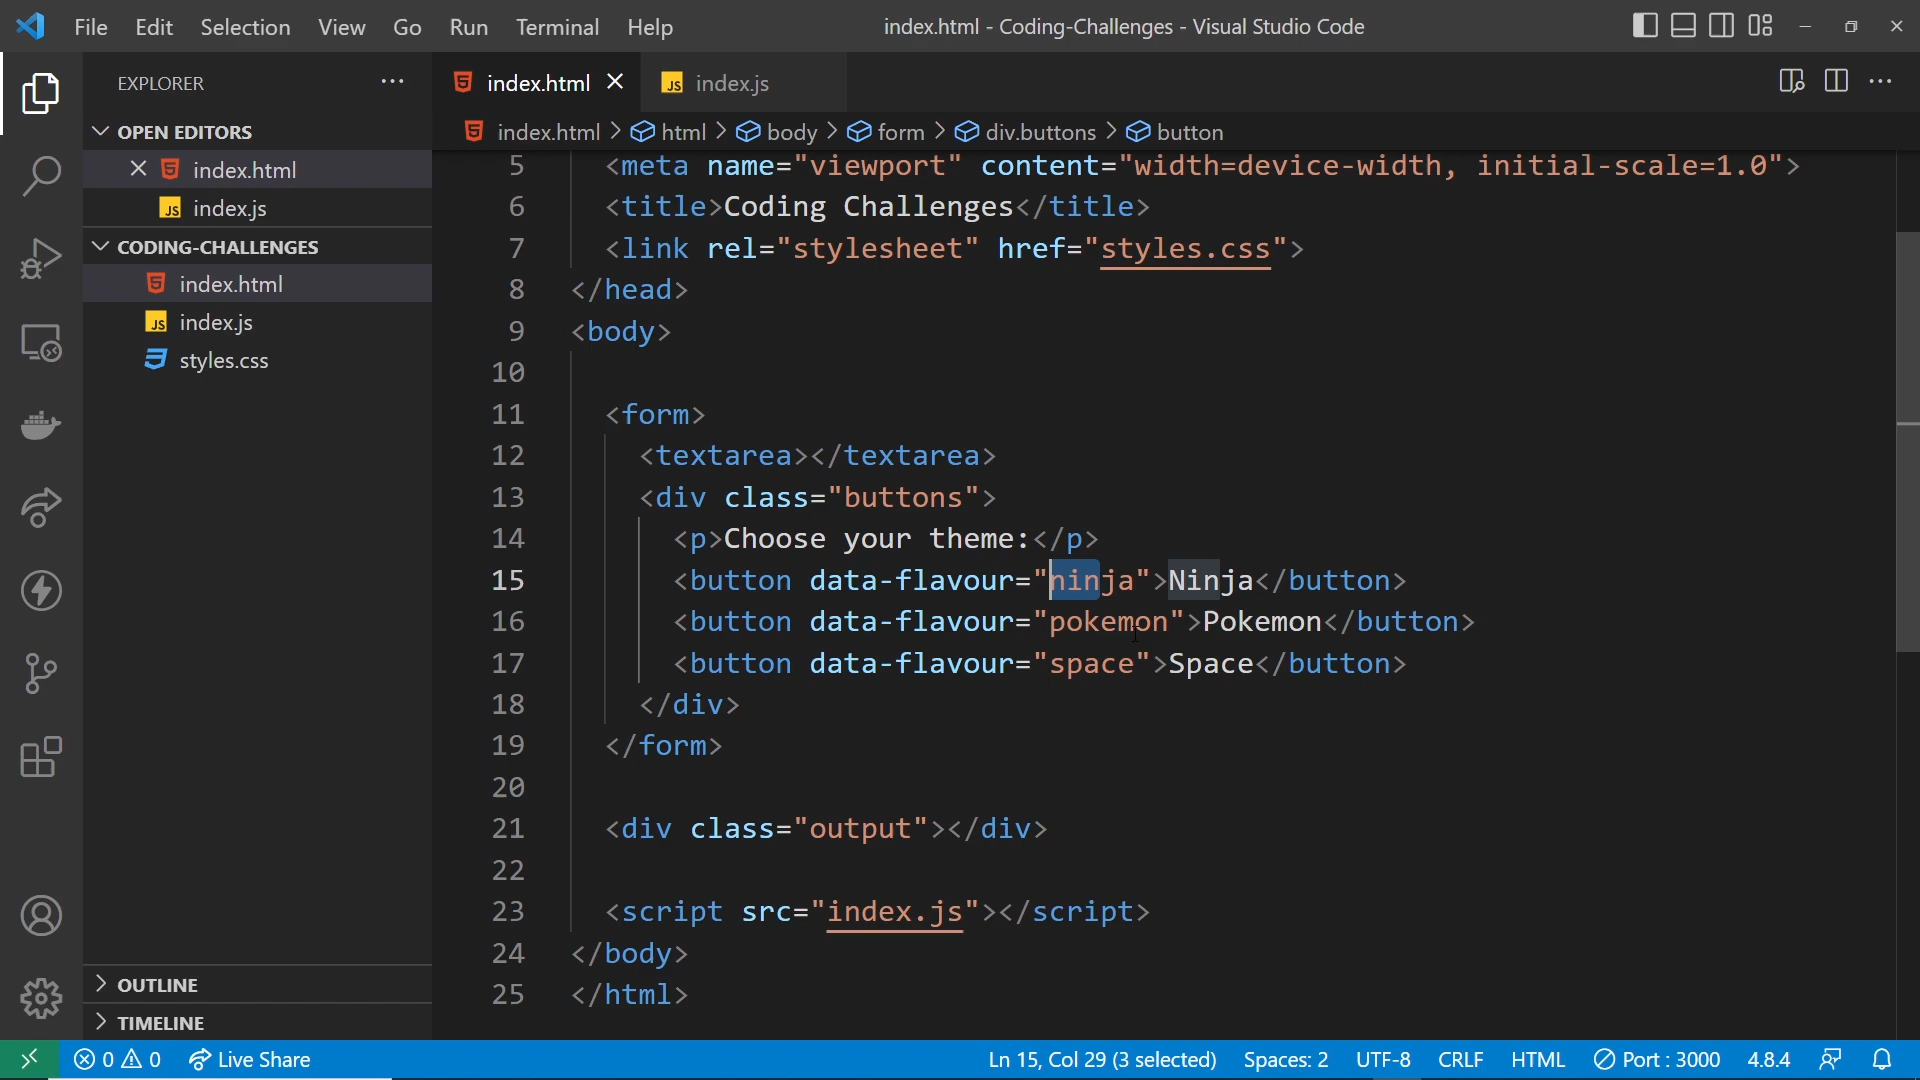 File Edit Selection View Go Run Terminal Help
index.html - Coding-Challenges - Visual Studio Code
EXPLORER
OPEN EDITORS
index.html
JS index.js
CODING-CHALLENGES
index.html
JS index.js
styles.css
OUTLINE
TIMELINE
index.html
JS index.js
index.html > html > body > form > div.buttons > button
5 <meta name="viewport" content="width=device-width, initial-scale=1.0">
6 <title>Coding Challenges</title>
7 <link rel="stylesheet" href="styles.css">
8 </head>
9 <body>
10
11 <form>
12 <textarea></textarea>
13 <div class="buttons">
14 <p>Choose your theme:</p>
15 <button data-flavour="ninja">Ninja</button>
16 <button data-flavour="pokemon">Pokemon</button>
17 <button data-flavour="space">Space</button>
18 </div>
19 </form>
20
21 <div class="output"></div>
22
23 <script src="index.js"></script>
24 </body>
25 </html>
0 0 Live Share
Ln 15, Col 29 (3 selected) Spaces: 2 UTF-8 CRLF HTML Port : 3000 4.8.4